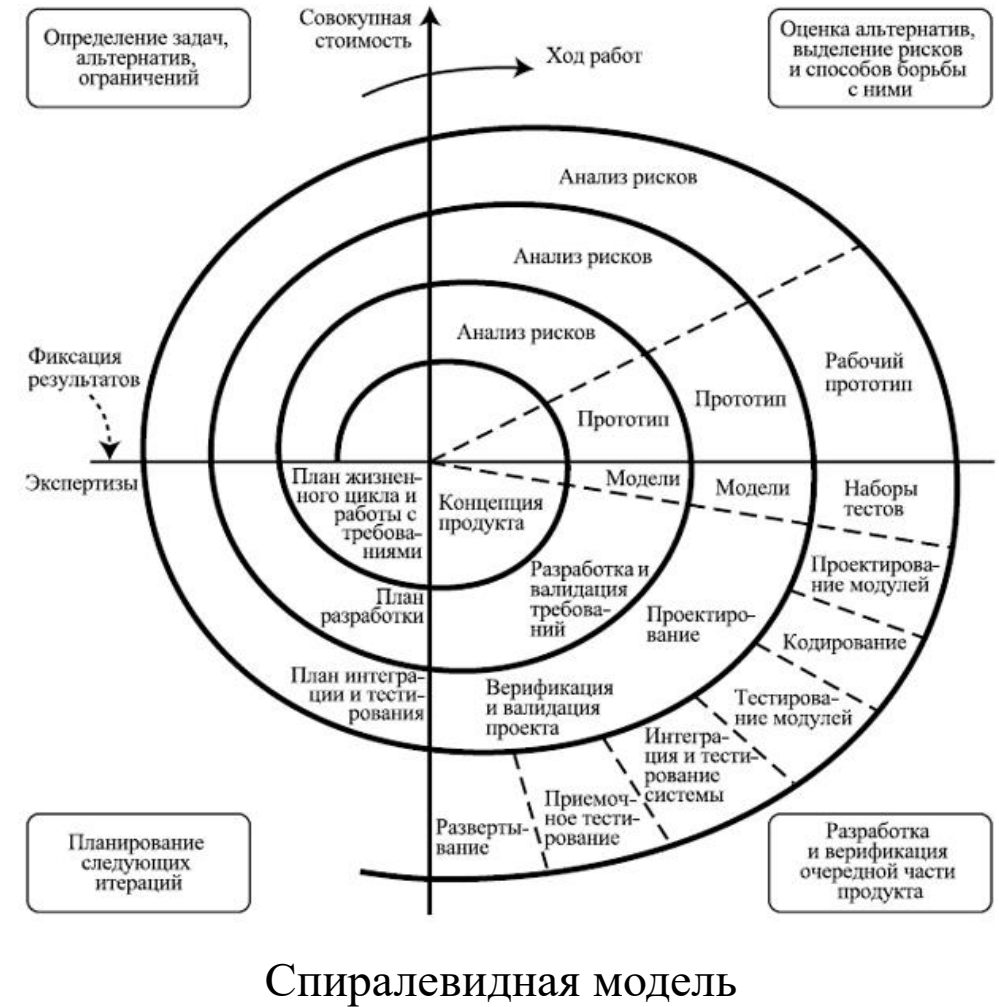 Определение задач,
альтернатив,
ограничений
Совокупная
стоимость
Ход работ
Оценка альтернатив,
выделение рисков
и способов борьбы
с ними
Анализ рисков
Анализ рисков
Анализ рисков
Фиксация
результатов
Рабочий
прототип
Прототип
Прототип
Экспертизы
План жизнен-
ного цикла и
работы с
требова-
ниями
Концепция
продукта
Модели
Модели
Наборы
тестов
План
разработки
Разработка и
валидация
требова-
ний
Проектиро-
вание
Проектирова-
ние модулей
Кодирование
План интегра-
ции и тести-
рования
Верификация
и валидация
проекта
Тестирова-
ние модулей
Интегра-
ция и тести-
рование
системы
Приемоч-
ное тести-
рование
Разверты-
вание
Планирование
следующих
итераций
Разработка
и верификация
очередной части
продукта
Спиралевидная модель